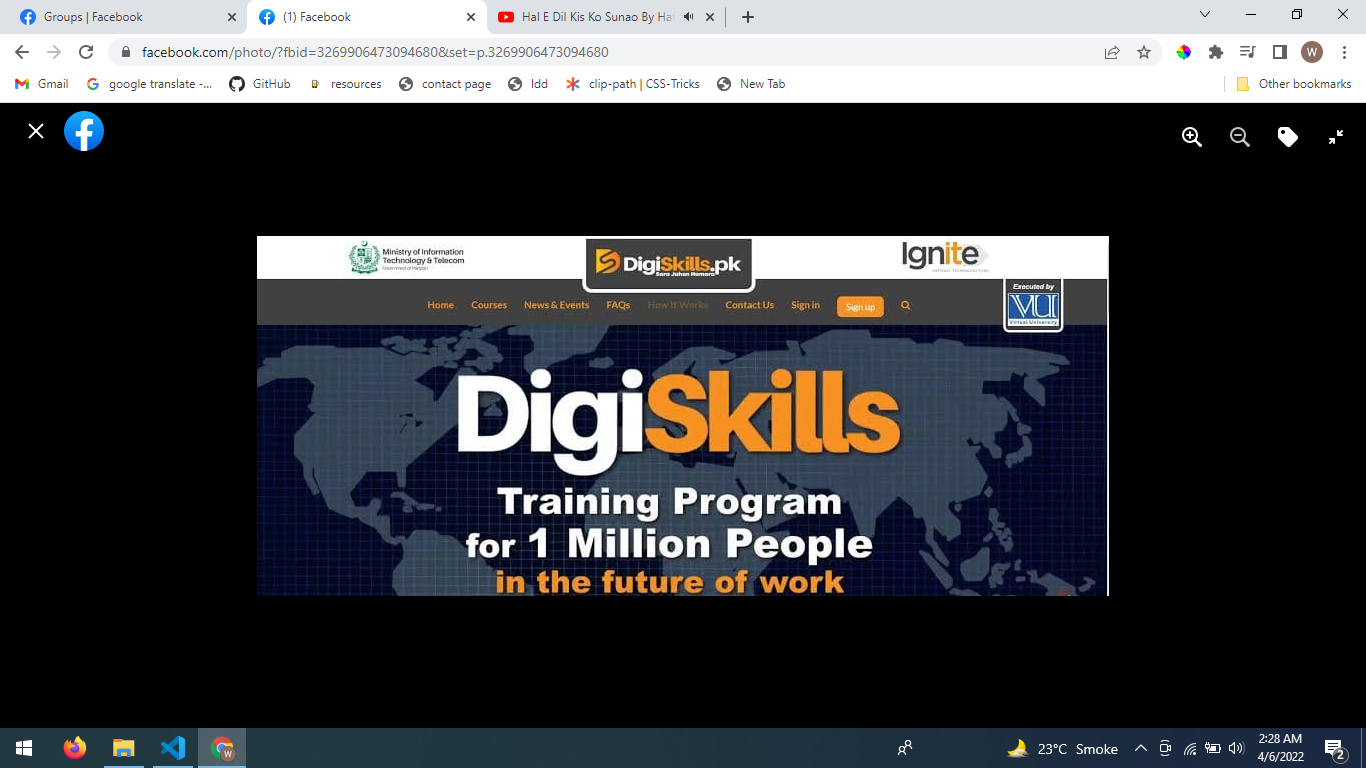 Groups | Facebook
(1) Facebook
Hal E Dil Kis Ko Sunao By Haf
facebook.com/photo/?fbid=3269906473094680&set=p.3269906473094680
W
Gmail
google translate -...
GitHub
resources
contact page
ldd
clip-path | CSS-Tricks
New Tab
Other bookmarks
Ministry of Information
Technology & Telecom
Government of Pakistan
DigiSkills.pk
Sara Jahan Hamara
Ignite
NATIONAL TECHNOLOGY FUND
Home
Courses
News & Events
FAQs
How It Works
Contact Us
Sign in
Sign up
Executed by
VU
Virtual University
DigiSkills
Training Program
for 1 Million People
in the future of work
W
23°C Smoke
2:28 AM
4/6/2022
2